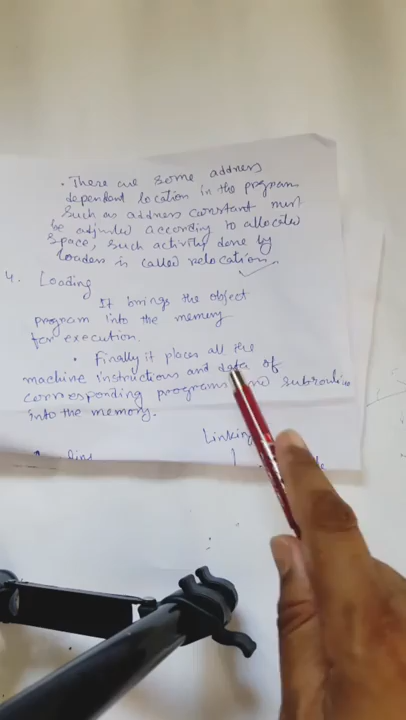 • There are some address
dependent location in the program
Such as address constant must
be adjusted according to allocated
Space, such activity done by
loaders is called relocation.
4. Loading
It brings the object
program into the memory
for execution.
• Finally it places all the
machine instructions and data of
corresponding programs and subroutines
into the memory.
Linking